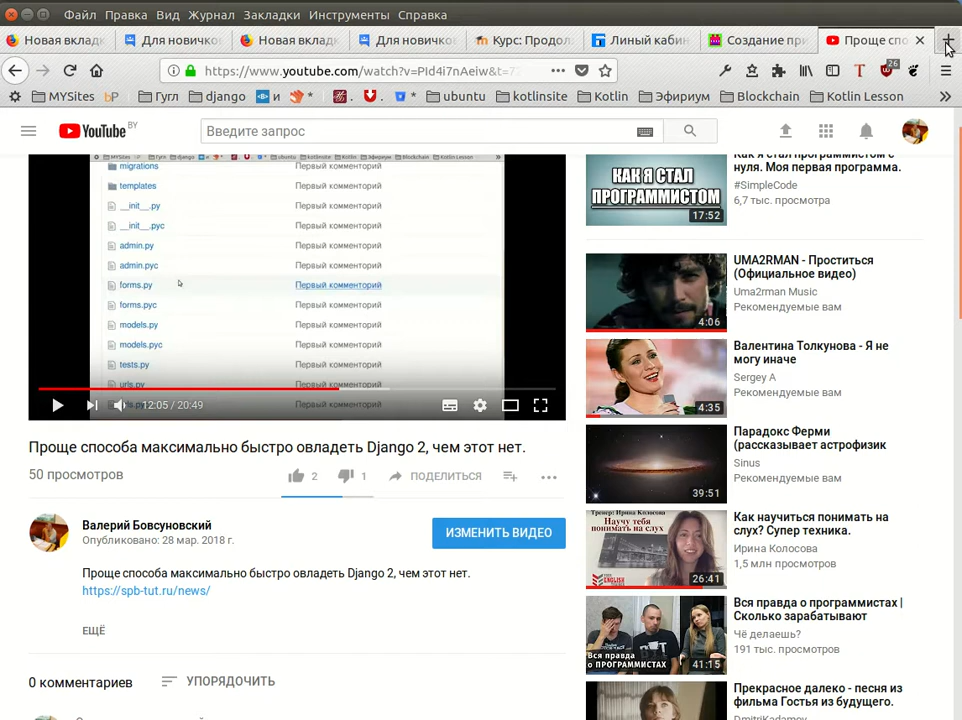 Файл Правка Вид Журнал Закладки Инструменты Справка
Новая вклад Для новичко Новая вклад Для новичко Курс: Продол Линый кабин Создание при Проще спо
https://www.youtube.com/watch?v=PId4i7nAeiw&t=7 26
MYSites Гугл django и * * ubuntu kotlinsite Kotlin Эфириум Blockchain Kotlin Lesson
YouTube BY Введите запрос
migrations Первый комментарий
templates Первый комментарий
__init__.py Первый комментарий
__init__.pyc Первый комментарий
admin.py Первый комментарий
admin.pyc Первый комментарий
forms.py Первый комментарий
forms.pyc Первый комментарий
models.py Первый комментарий
models.pyc Первый комментарий
tests.py Первый комментарий
urls.py Первый комментарий
12:05 / 20:49
Проще способа максимально быстро овладеть Django 2, чем этот нет.
50 просмотров
2 1 ПОДЕЛИТЬСЯ
Валерий Бовсуновский
Опубликовано: 28 мар. 2018 г.
ИЗМЕНИТЬ ВИДЕО
Проще способа максимально быстро овладеть Django 2, чем этот нет.
https://spb-tut.ru/news/
ЕЩЁ
0 комментариев УПОРЯДОЧИТЬ
КАК Я СТАЛ
ПРОГРАММИСТОМ
17:52
Как я стал программистом с
нуля. Моя первая программа.
#SimpleCode
6,7 тыс. просмотра
4:06
UMA2RMAN - Проститься
(Официальное видео)
Uma2rman Music
Рекомендуемые вам
4:35
Валентина Толкунова - Я не
могу иначе
Sergey A
Рекомендуемые вам
39:51
Парадокс Ферми
(рассказывает астрофизик
Sinus
Рекомендуемые вам
Тренер: Ирина Колосова
Научу тебя
понимать на слух
26:41
Как научиться понимать на
слух? Супер техника.
Ирина Колосова
1,5 млн просмотров
Вся правда
о ПРОГРАММИСТАХ
41:15
Вся правда о программистах |
Сколько зарабатывают
Чё делаешь?
191 тыс. просмотров
Прекрасное далеко - песня из
фильма Гостья из будущего.
DmitriKadamov